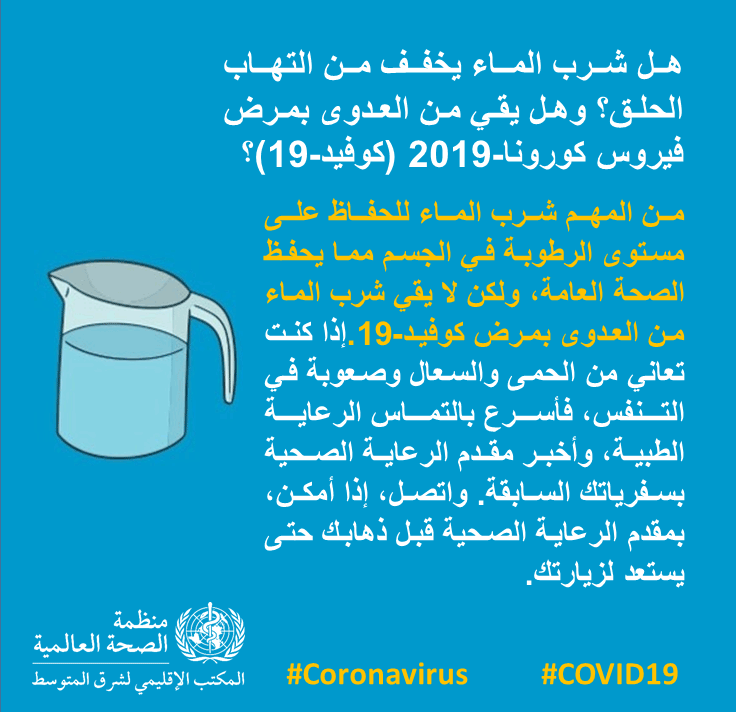 هل شرب الماء يخفف من التهاب
الحلق؟ وهل يقي من العدوى بمرض
فيروس كورونا-2019 (كوفيد-19)؟
من المهم شرب الماء للحفاظ على
مستوى الرطوبة في الجسم مما يحفظ
الصحة العامة، ولكن لا يقي شرب الماء
من العدوى بمرض كوفيد-19.إذا كنت
تعاني من الحمى والسعال وصعوبة في
التنفس، فأسرع بالتماس الرعاية
الطبية، وأخبر مقدم الرعاية الصحية
بسفرياتك السابقة. واتصل، إذا أمكن،
بمقدم الرعاية الصحية قبل ذهابك حتى
يستعد لزيارتك.
منظمة
الصحة العالمية
المكتب الإقليمي لشرق المتوسط
#Coronavirus #COVID19